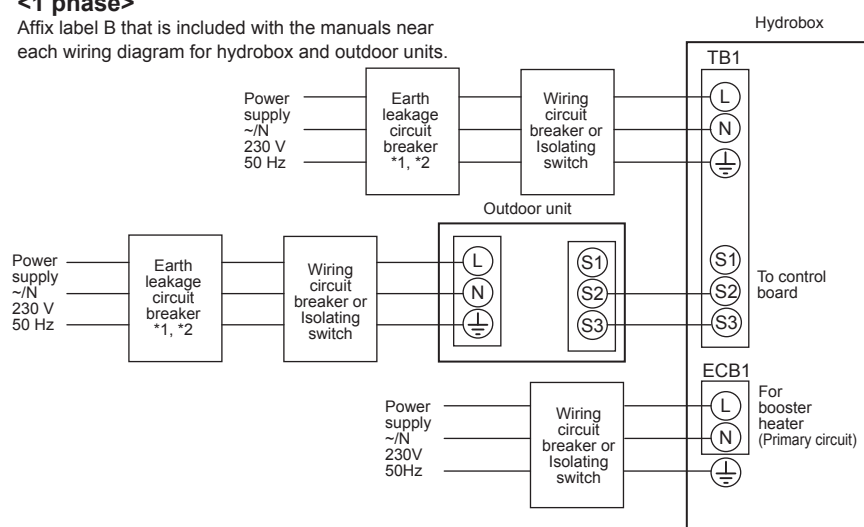 <1 phase>
Affix label B that is included with the manuals near
each wiring diagram for hydrobox and outdoor units.
Hydrobox
TB1
Power
supply
~/N
230 V
50 Hz
Earth
leakage
circuit
breaker
*1, *2
Wiring
circuit
breaker or
Isolating
switch
L
N
Outdoor unit
Power
supply
~/N
230 V
50 Hz
Earth
leakage
circuit
breaker
*1, *2
Wiring
circuit
breaker or
Isolating
switch
L
N
S1
S2
S3
S1
S2
S3
To control
board
ECB1
Power
supply
~/N
230V
50Hz
Wiring
circuit
breaker or
Isolating
switch
L
N
For
booster
heater
(Primary circuit)